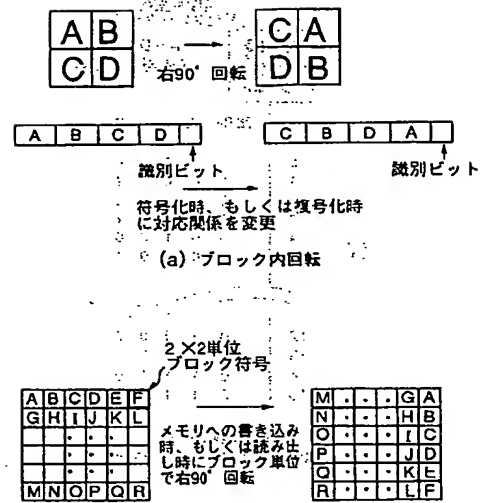 A B
C D
右90° 回転
C A
D B
A B C D
識別ビット
C B D A
識別ビット
符号化時、もしくは復号化時
に対応関係を変更
(a) ブロック内回転
2×2単位
ブロック符号
A B C D E F
G H I J K L
・ ・ ・
・ ・ ・
・ ・ ・
M N O P Q R
メモリへの書き込み
時、もしくは読み出
し時にブロック単位
で右90° 回転
M ・ ・ ・ G A
N ・ ・ ・ H B
O ・ ・ ・ I C
P ・ ・ ・ J D
Q ・ ・ ・ K E
R ・ ・ ・ L F